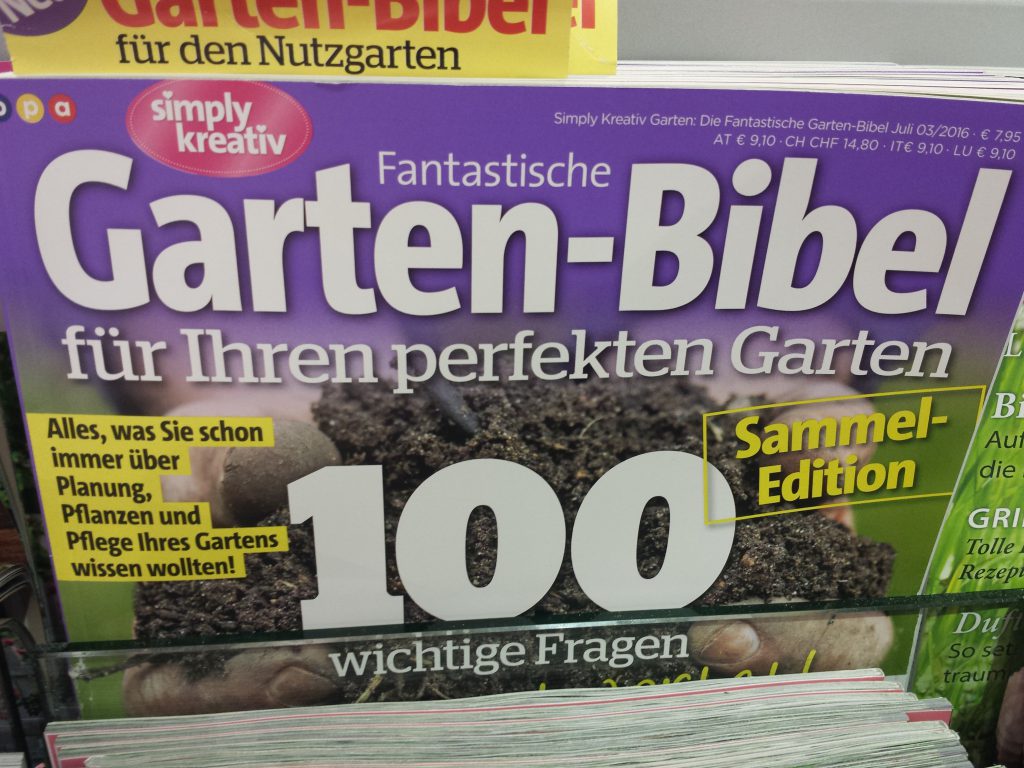 Garten-Bibel
für den Nutzgarten
p a
simply
kreativ
Simply Kreativ Garten: Die Fantastische Garten-Bibel Juli 03/2016 · € 7,95
AT € 9,10 · CH CHF 14,80 · IT € 9,10 · LU € 9,10
Fantastische
Garten-Bibel
für Ihren perfekten Garten
Alles, was Sie schon
immer über
Planung,
Pflanzen und
Pflege Ihres Gartens
wissen wollten!
Sammel-
Edition
100
wichtige Fragen
die
Tolle